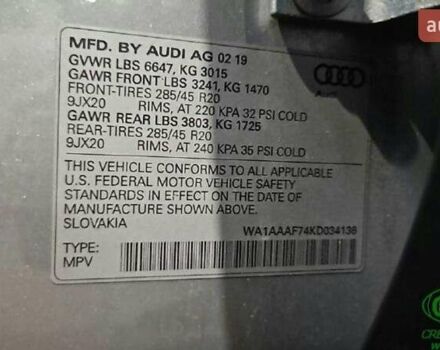 MFD. BY AUDI AG 02 19
GVWR LBS 6647, KG 3015
GAWR FRONT LBS 3241, KG 1470
FRONT-TIRES 285/45 R20
9JX20 RIMS, AT 220 KPA 32 PSI COLD
GAWR REAR LBS 3803, KG 1725
REAR-TIRES 285/45 R20
9JX20 RIMS, AT 240 KPA 35 PSI COLD
Audi
THIS VEHICLE CONFORMS TO ALL APPLICABLE
U.S. FEDERAL MOTOR VEHICLE SAFETY
STANDARDS IN EFFECT ON THE DATE OF
MANUFACTURE SHOWN ABOVE.
SLOVAKIA
WA1AAAF74KD034138
TYPE:
MPV